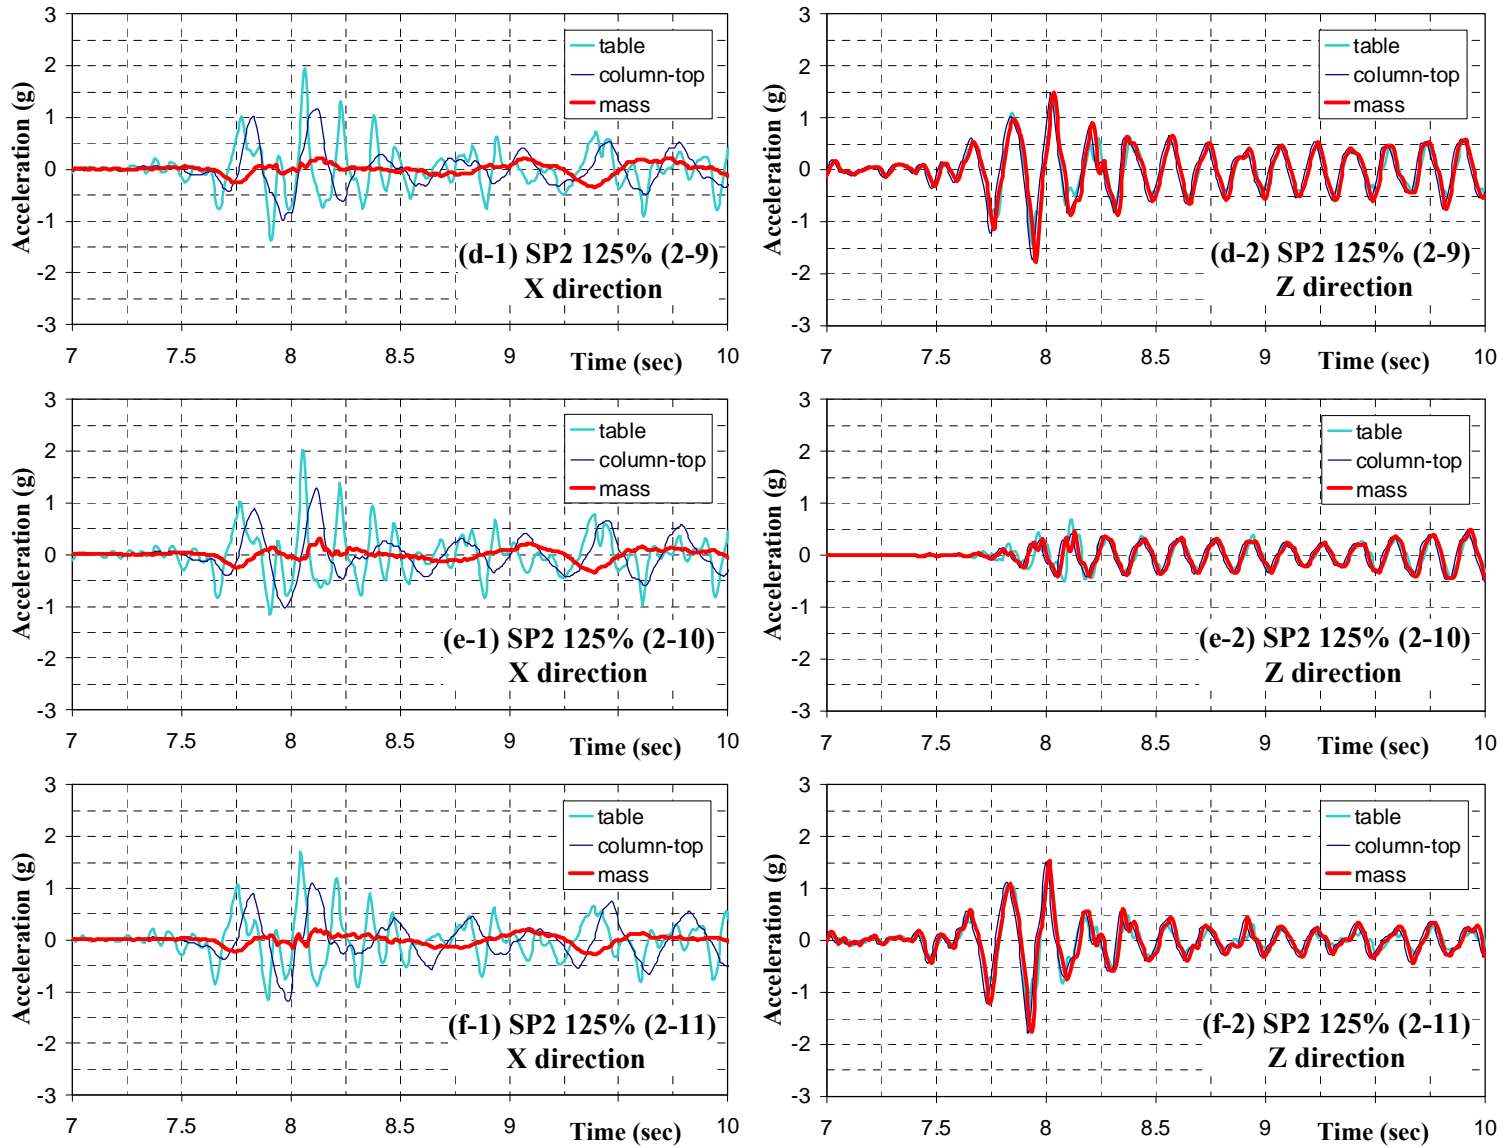 3
2
1
0
-1
-2
-3
Acceleration (g)
table
column-top
mass
(d-1) SP2 125% (2-9)
X direction
7
7.5
8
8.5
9
Time (sec)
10
3
2
1
0
-1
-2
-3
Acceleration (g)
table
column-top
mass
(d-2) SP2 125% (2-9)
Z direction
7
7.5
8
8.5
9
Time (sec)
10
3
2
1
0
-1
-2
-3
Acceleration (g)
table
column-top
mass
(e-1) SP2 125% (2-10)
X direction
7
7.5
8
8.5
9
Time (sec)
10
3
2
1
0
-1
-2
-3
Acceleration (g)
table
column-top
mass
(e-2) SP2 125% (2-10)
Z direction
7
7.5
8
8.5
9
Time (sec)
10
3
2
1
0
-1
-2
-3
Acceleration (g)
table
column-top
mass
(f-1) SP2 125% (2-11)
X direction
7
7.5
8
8.5
9
Time (sec)
10
3
2
1
0
-1
-2
-3
Acceleration (g)
table
column-top
mass
(f-2) SP2 125% (2-11)
Z direction
7
7.5
8
8.5
9
Time (sec)
10